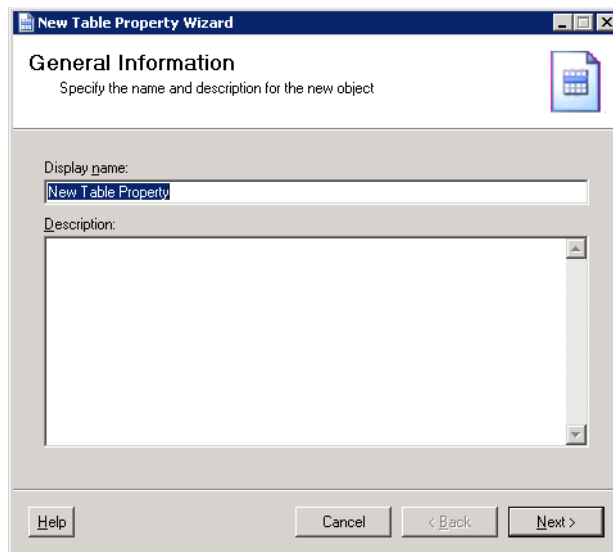 New Table Property Wizard
General Information
Specify the name and description for the new object
Display name:
New Table Property
Description:
Help
Cancel
< Back
Next >